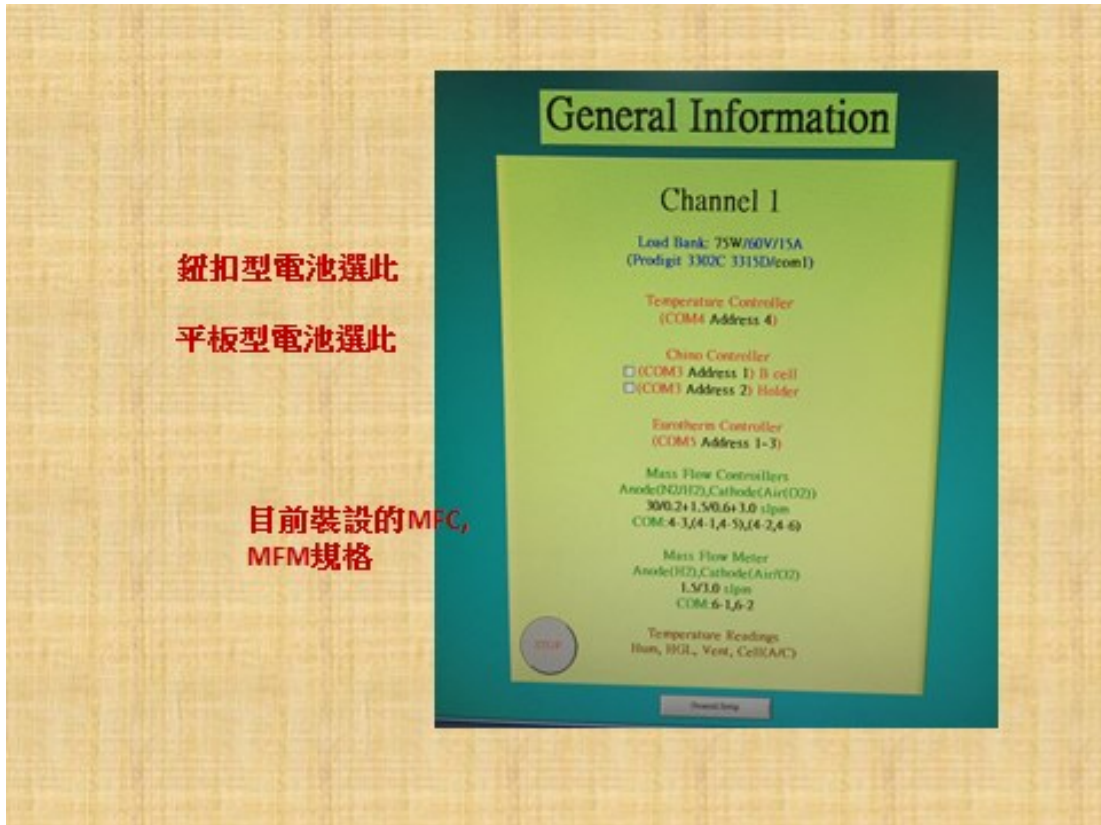 General Information
Channel 1
Load Bank: 75W/60V/15A
(Prodigit 3302C 3315D/com1)
鈕扣型電池選此
平板型電池選此
Temperature Controller
(COM4 Address 4)
Chino Controller
(COM3 Address 1) B cell
(COM3 Address 2) Holder
Eurotherm Controller
(COM5 Address 1-3)
目前裝設的MFC,
MFM規格
Mass Flow Controillers
Anode(N2/H2),Cathode(Air(O2))
30/0.2+1.5/0.6+3.0 slpm
COM:4-3,(4-1,4-5),(4-2,4-6)
Mass Flow Meter
Anode(H2),Cathode(Air/O2)
1.5/3.0 slpm
COM:6-1,6-2
Temperature Readings
Hum, HGL, Vent, Cell(A/C)
STOP